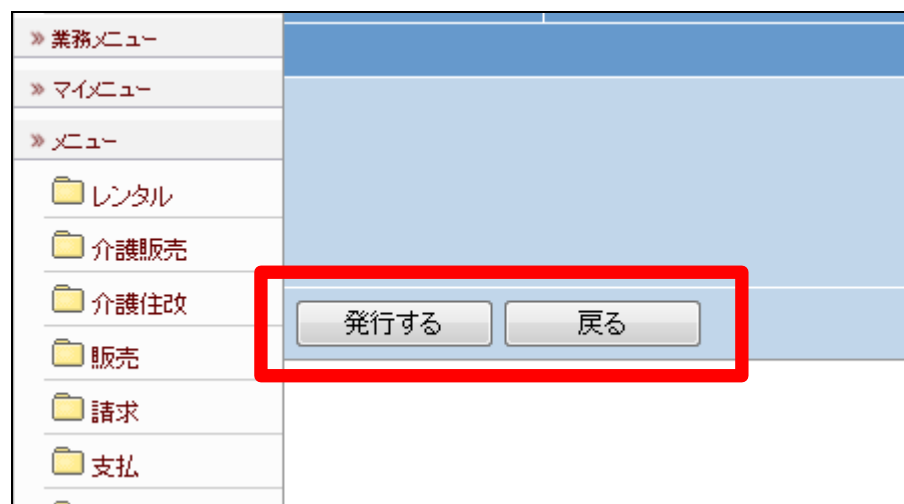 » 業務メニュー
» マイメニュー
» メニュー
レンタル
介護販売
介護住改
発行する 戻る
販売
請求
支払